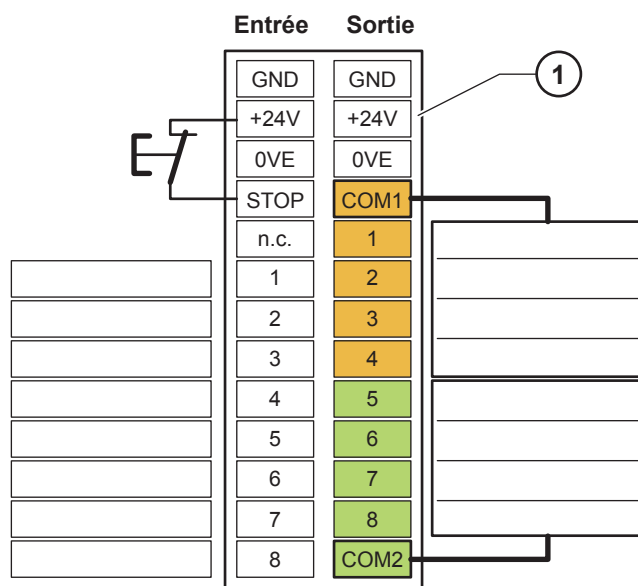 Entrée Sortie
GND GND
1
+24V +24V
0VE 0VE
STOP COM1
n.c. 1
1 2
2 3
3 4
4 5
5 6
6 7
7 8
8 COM2